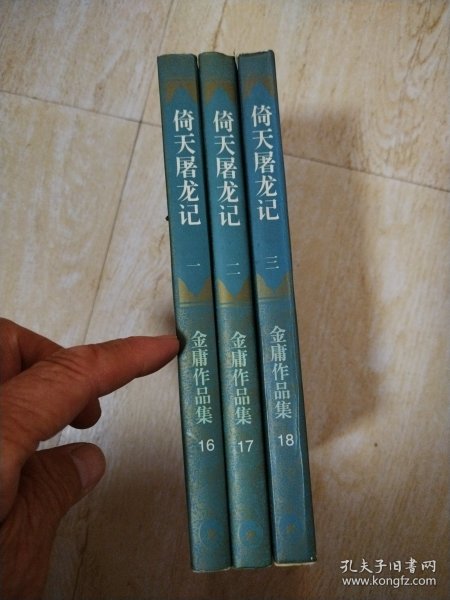 倚天屠龙记
一
金庸作品集
16
倚天屠龙记
二
金庸作品集
17
倚天屠龙记
三
金庸作品集
18
孔夫子旧书网
www.kongfz.com